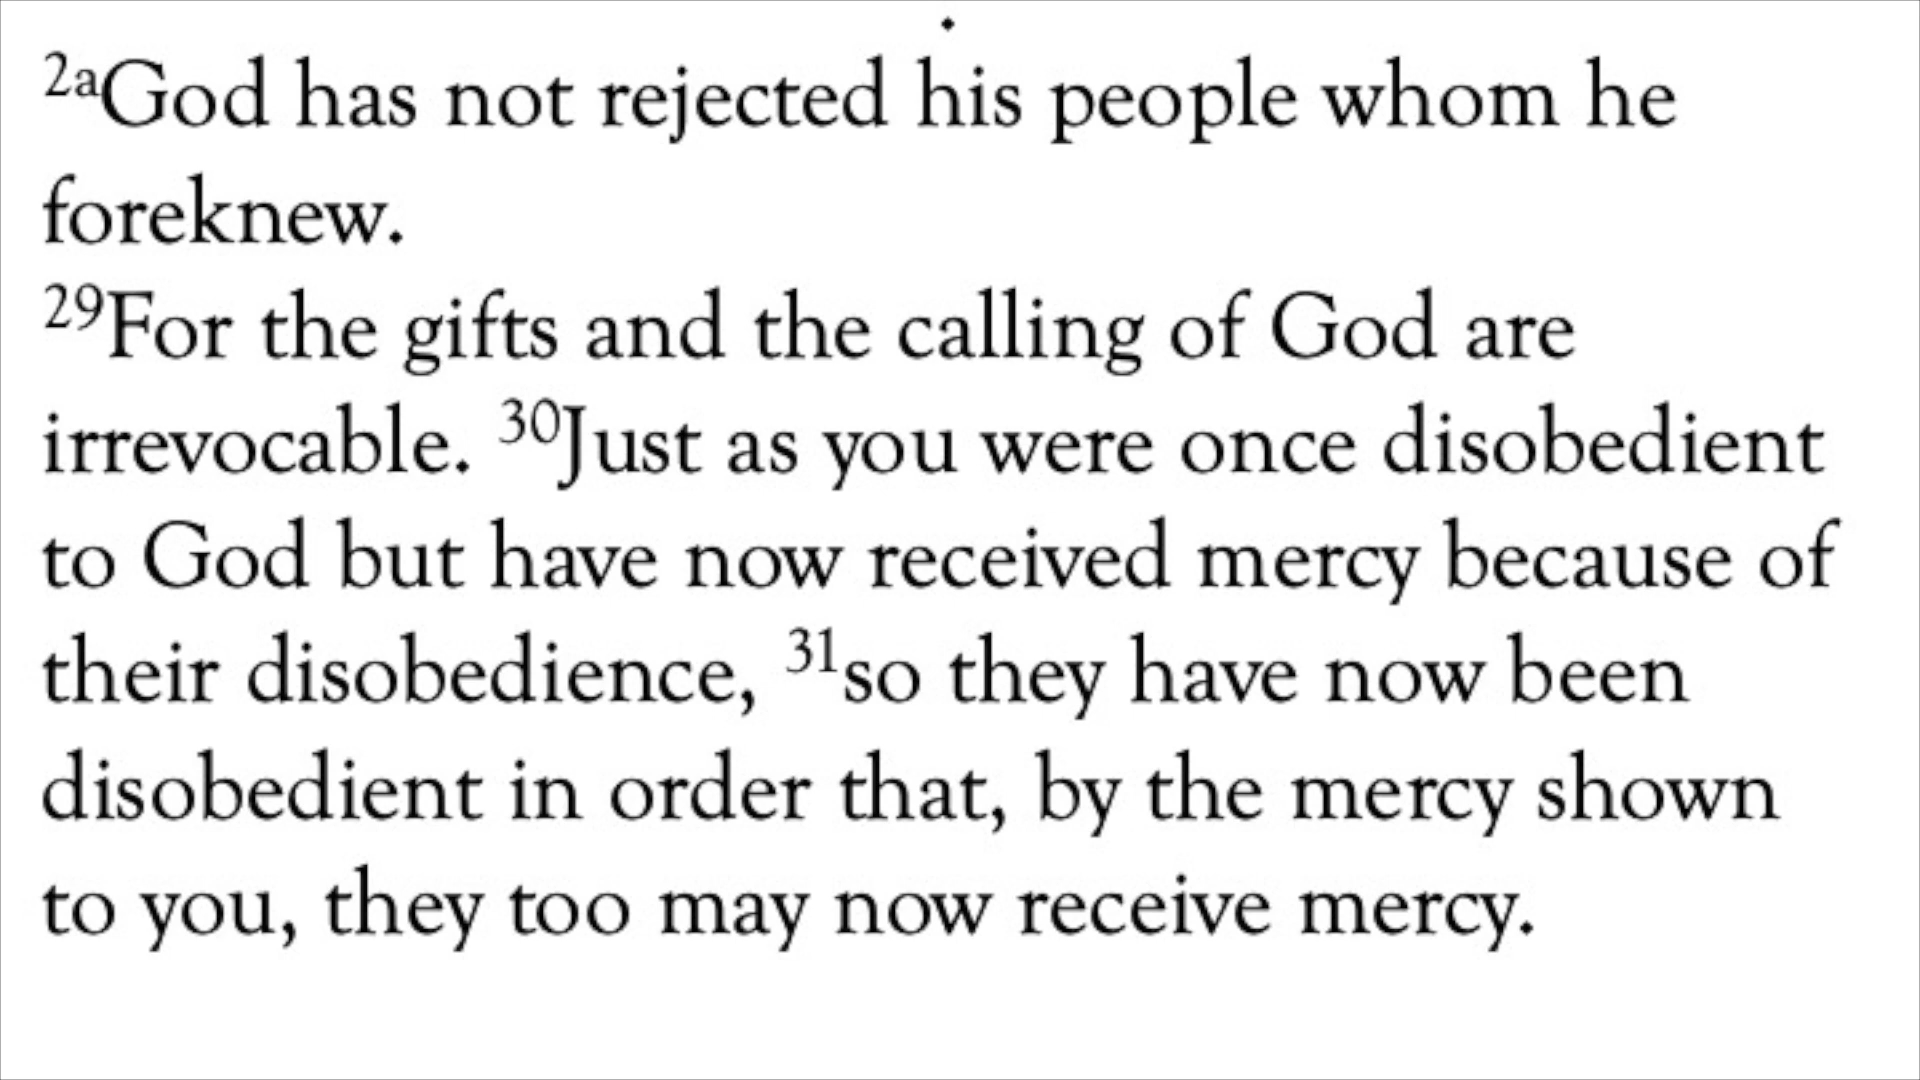 2aGod has not rejected his people whom he
foreknew.
29For the gifts and the calling of God are
irrevocable. 30Just as you were once disobedient
to God but have now received mercy because of
their disobedience, 31so they have now been
disobedient in order that, by the mercy shown
to you, they too may now receive mercy.